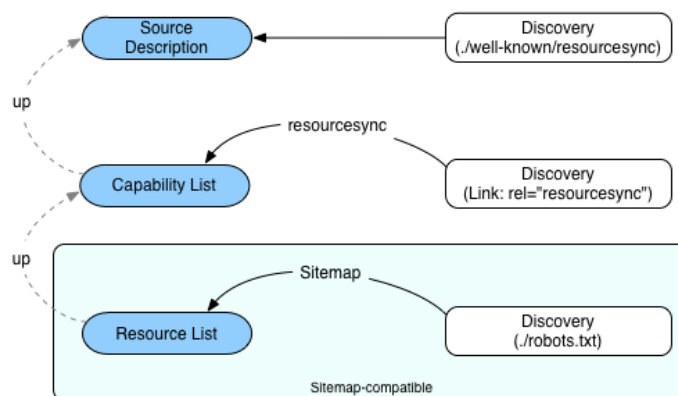 Source
Description
Discovery
(./well-known/resourcesync)
up
resourcesync
Capability List
Discovery
(Link: rel="resourcesync")
up
Sitemap
Resource List
Discovery
(./robots.txt)
Sitemap-compatible